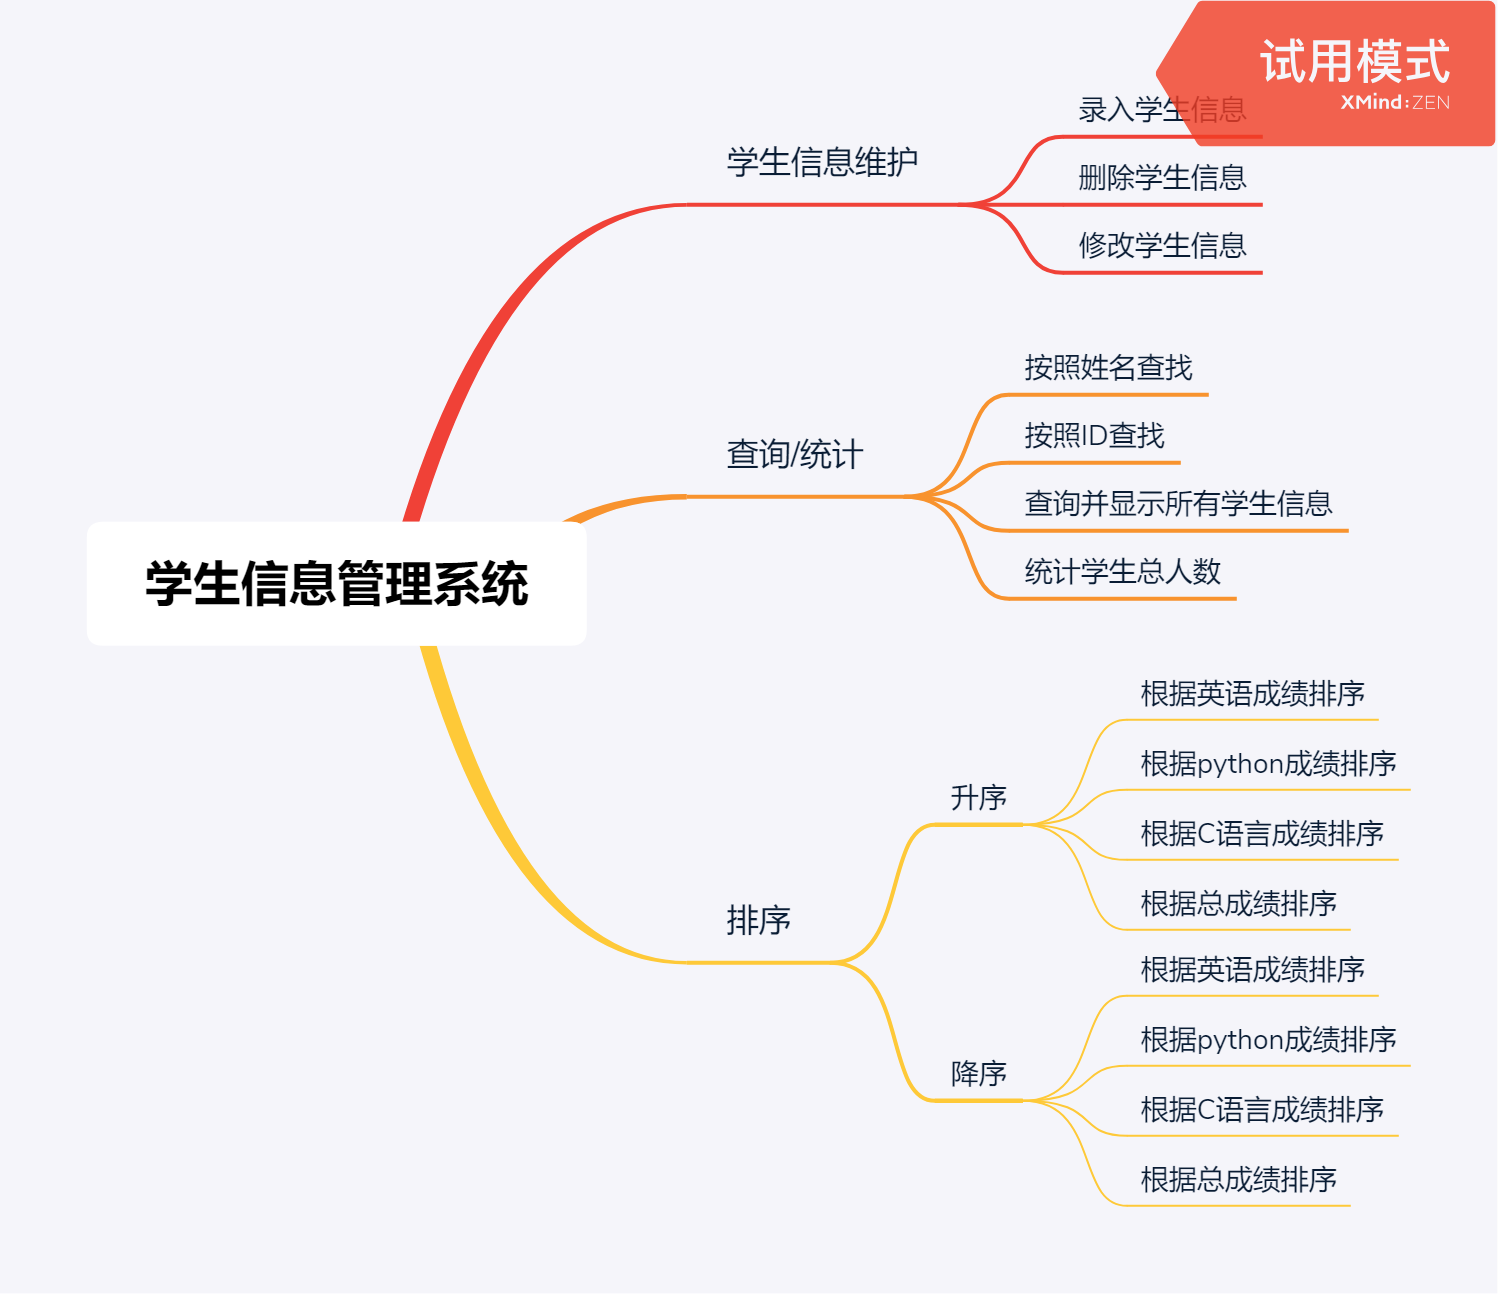 试用模式
XMind:ZEN
录入学生信息
学生信息维护
删除学生信息
修改学生信息
按照姓名查找
按照ID查找
查询/统计
查询并显示所有学生信息
统计学生总人数
学生信息管理系统
根据英语成绩排序
根据python成绩排序
升序
根据C语言成绩排序
根据总成绩排序
排序
根据英语成绩排序
根据python成绩排序
降序
根据C语言成绩排序
根据总成绩排序